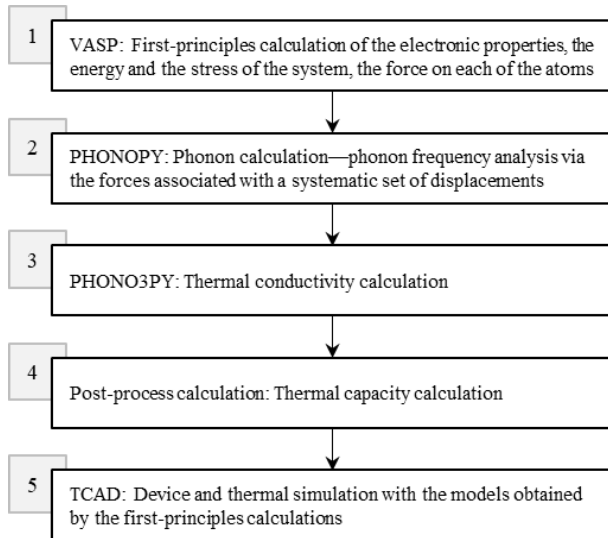 1
VASP: First-principles calculation of the electronic properties, the
energy and the stress of the system, the force on each of the atoms
2
PHONOPY: Phonon calculation—phonon frequency analysis via
the forces associated with a systematic set of displacements
3
PHONO3PY: Thermal conductivity calculation
4
Post-process calculation: Thermal capacity calculation
5
TCAD: Device and thermal simulation with the models obtained
by the first-principles calculations